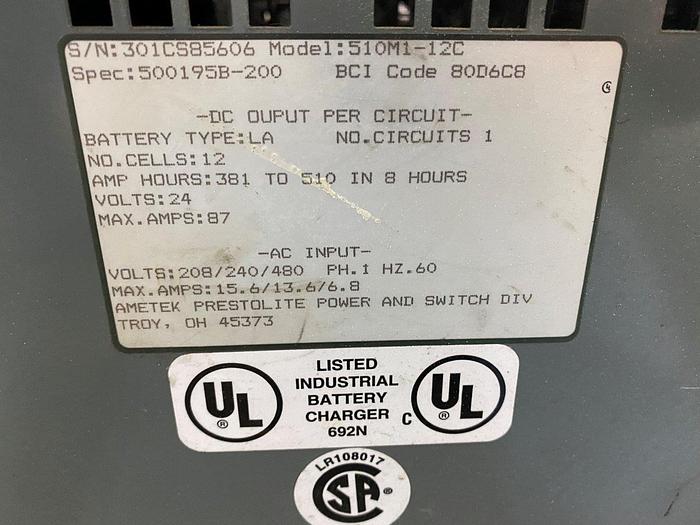 S/N:301CS85606 Model:510M1-12C
Spec:500195B-200 BCI Code 80D6C8
-DC OUPUT PER CIRCUIT-
BATTERY TYPE:LA NO.CIRCUITS 1
NO.CELLS:12
AMP HOURS:381 TO 510 IN 8 HOURS
VOLTS:24
MAX.AMPS:87
-AC INPUT-
VOLTS:208/240/480 PH.1 HZ.60
MAX.AMPS:15.6/13.6/6.8
AMETEK PRESTOLITE POWER AND SWITCH DIV
TROY, OH 45373
UL ®
LISTED
INDUSTRIAL
BATTERY
CHARGER
692N
C UL ®
LR108017
CSA ®